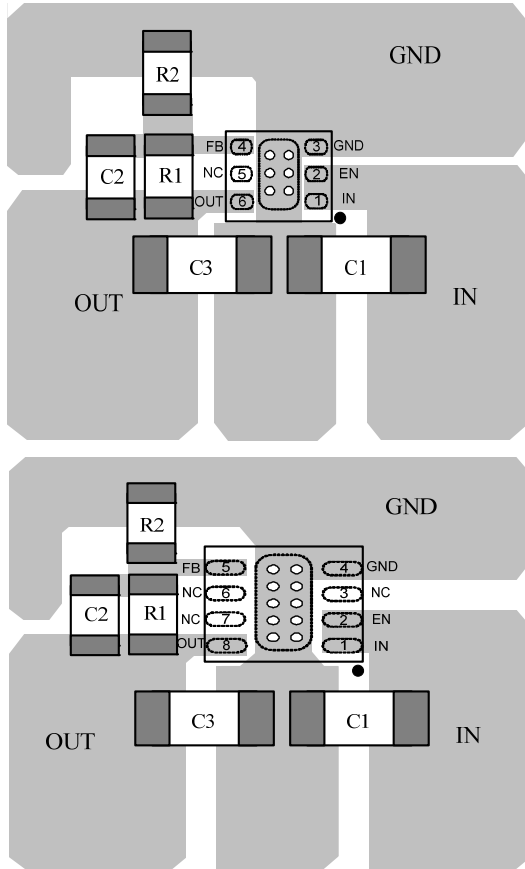 GND
R2
FB 4 3 GND
C2 R1 NC 5 2 EN
OUT 6 1 IN
C3 C1
OUT IN
GND
R2
FB 5 4 GND
NC 6 3 NC
C2 R1 NC 7 2 EN
OUT 8 1 IN
C3 C1
OUT IN